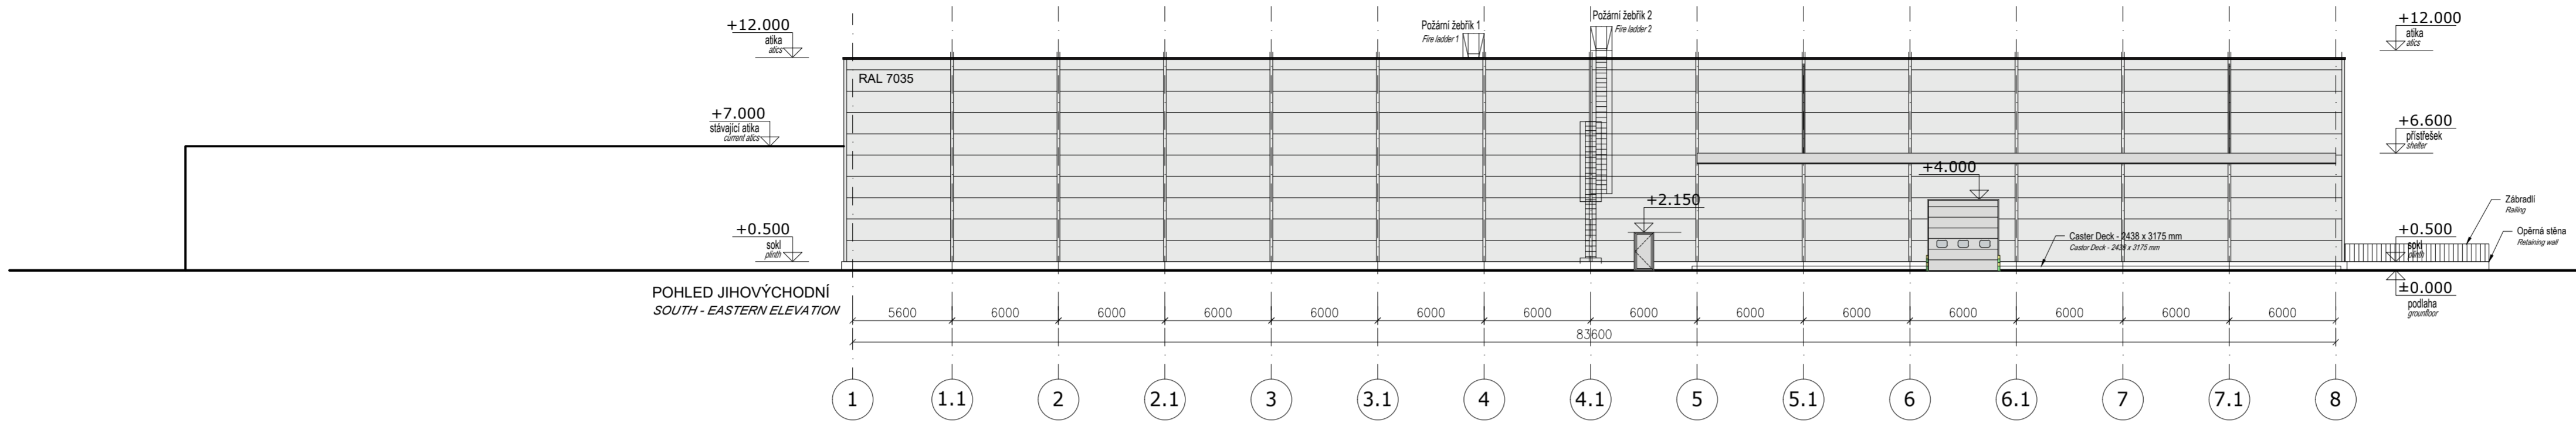 +12.000
atika
atics
Požární žebřík 1
Fire ladder 1
Požární žebřík 2
Fire ladder 2
+12.000
atika
atics
RAL 7035
+7.000
stávající atika
current atics
+6.600
přístřešek
shelter
+4.000
+2.150
+0.500
sokl
plinth
Caster Deck - 2438 x 3175 mm
Castor Deck - 2438 x 3175 mm
+0.500
sokl
plinth
Zábradlí
Railing
Opěrná stěna
Retaining wall
±0.000
podlaha
grounfloor
POHLED JIHOVÝCHODNÍ
SOUTH - EASTERN ELEVATION
5600 6000 6000 6000 6000 6000 6000 6000 6000 6000 6000 6000 6000 6000
83600
1 1.1 2 2.1 3 3.1 4 4.1 5 5.1 6 6.1 7 7.1 8